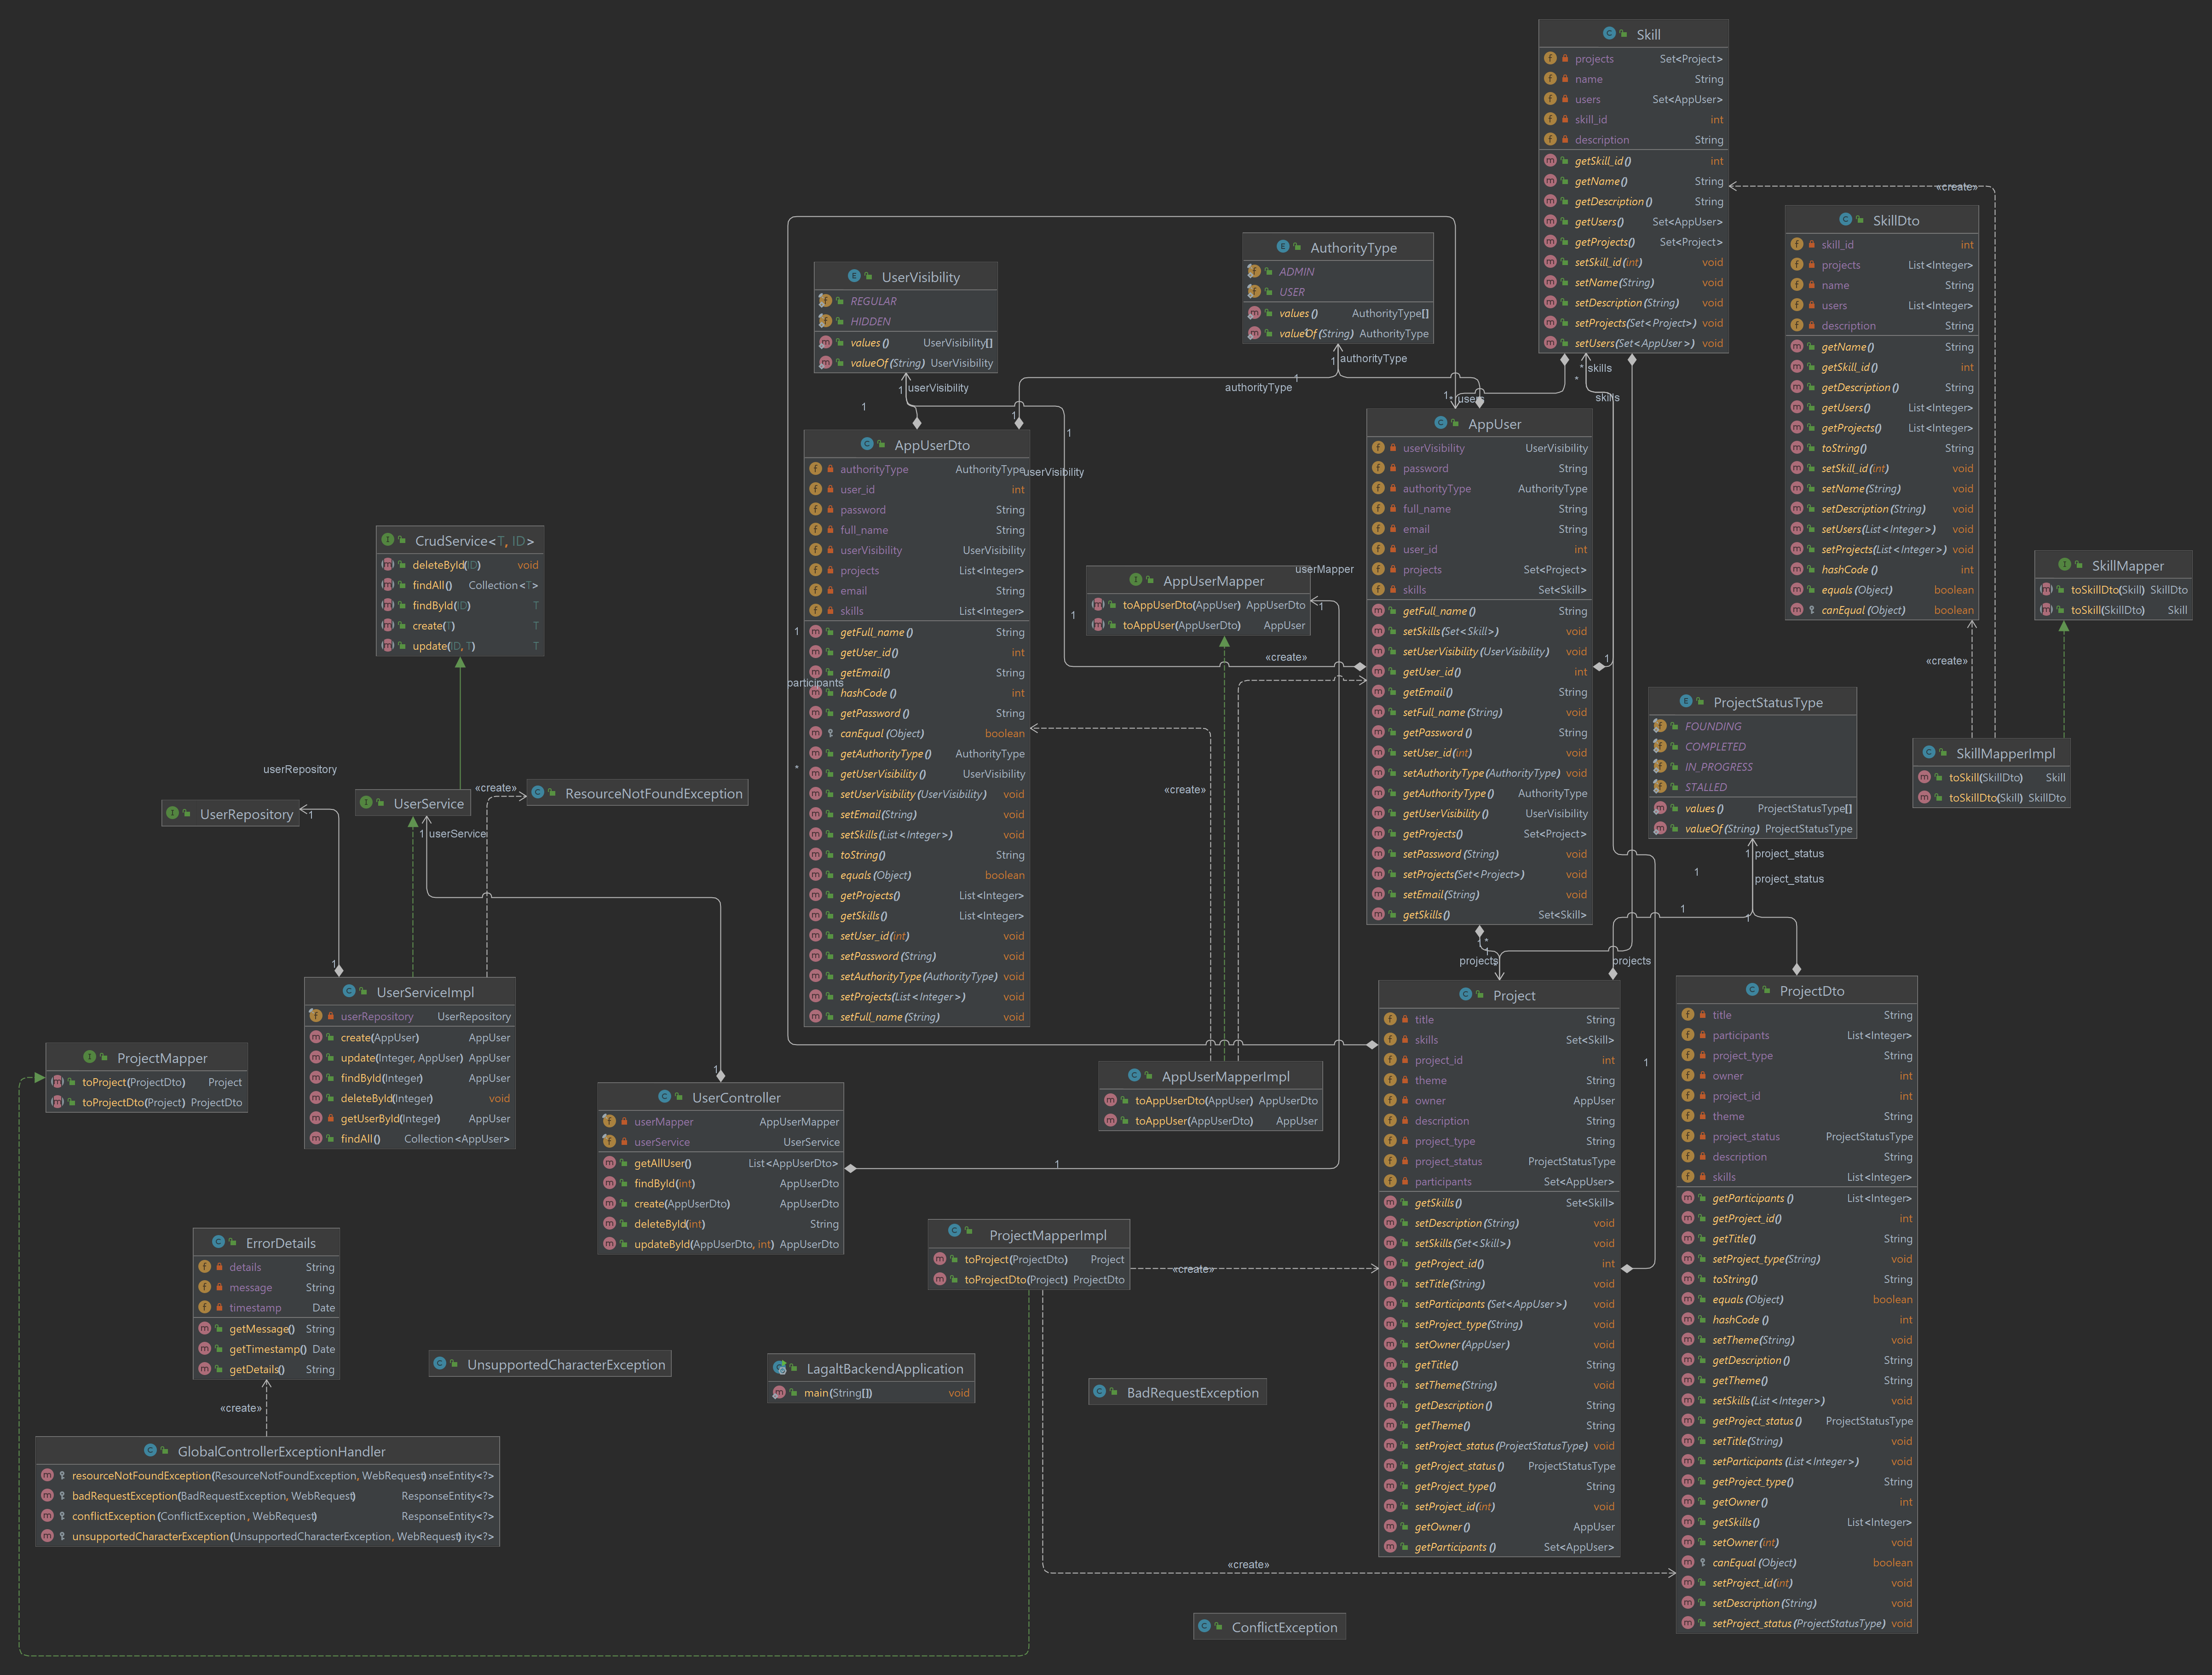 Skill
projects Set<Project>
name String
users Set<AppUser>
skill_id int
description String
getSkill_id() int
getName() String
getDescription() String
getUsers() Set<AppUser>
getProjects() Set<Project>
setSkill_id(int) void
setName(String) void
setDescription(String) void
setProjects(Set<Project>) void
setUsers(Set<AppUser>) void
«create»
SkillDto
skill_id int
projects List<Integer>
name String
users List<Integer>
description String
getName() String
getSkill_id() int
getDescription() String
getUsers() List<Integer>
getProjects() List<Integer>
toString() String
setSkill_id(int) void
setName(String) void
setDescription(String) void
setUsers(List<Integer>) void
setProjects(List<Integer>) void
hashCode() int
equals(Object) boolean
canEqual(Object) boolean
AuthorityType
ADMIN
USER
values() AuthorityType[]
valueOf(String) AuthorityType
1 authorityType
authorityType 1
UserVisibility
REGULAR
HIDDEN
values() UserVisibility[]
valueOf(String) UserVisibility
1 userVisibility
1
1
1
userVisibility
1
* skills
*
skills
1 * users
AppUserDto
authorityType AuthorityType
user_id int
password String
full_name String
userVisibility UserVisibility
projects List<Integer>
email String
skills List<Integer>
getFull_name() String
getUser_id() int
getEmail() String
hashCode() int
getPassword() String
canEqual(Object) boolean
getAuthorityType() AuthorityType
getUserVisibility() UserVisibility
setUserVisibility(UserVisibility) void
setEmail(String) void
setSkills(List<Integer>) void
toString() String
equals(Object) boolean
getProjects() List<Integer>
getSkills() List<Integer>
setUser_id(int) void
setPassword(String) void
setAuthorityType(AuthorityType) void
setProjects(List<Integer>) void
setFull_name(String) void
1
participants
*
AppUser
userVisibility UserVisibility
password String
authorityType AuthorityType
full_name String
email String
user_id int
projects Set<Project>
skills Set<Skill>
getFull_name() String
setSkills(Set<Skill>) void
setUserVisibility(UserVisibility) void
getUser_id() int
getEmail() String
setFull_name(String) void
getPassword() String
setUser_id(int) void
setAuthorityType(AuthorityType) void
getAuthorityType() AuthorityType
getUserVisibility() UserVisibility
getProjects() Set<Project>
setPassword(String) void
setProjects(Set<Project>) void
setEmail(String) void
getSkills() Set<Skill>
1
CrudService<T, ID>
deleteById(ID) void
findAll() Collection<T>
findById(ID) T
create(T) T
update(ID, T) T
AppUserMapper
toAppUserDto(AppUser) AppUserDto
toAppUser(AppUserDto) AppUser
userMapper
1
1
«create»
«create»
SkillMapper
toSkillDto(Skill) SkillDto
toSkill(SkillDto) Skill
«create»
SkillMapperImpl
toSkill(SkillDto) Skill
toSkillDto(Skill) SkillDto
ProjectStatusType
FOUNDING
COMPLETED
IN_PROGRESS
STALLED
values() ProjectStatusType[]
valueOf(String) ProjectStatusType
1 project_status
1
project_status
1
1
userRepository
UserRepository
1
UserService
1 userService
«create»
ResourceNotFoundException
1
UserServiceImpl
userRepository UserRepository
create(AppUser) AppUser
update(Integer, AppUser) AppUser
findById(Integer) AppUser
deleteById(Integer) void
getUserById(Integer) AppUser
findAll() Collection<AppUser>
ProjectMapper
toProject(ProjectDto) Project
toProjectDto(Project) ProjectDto
1
UserController
userMapper AppUserMapper
userService UserService
getAllUser() List<AppUserDto>
findById(int) AppUserDto
create(AppUserDto) AppUserDto
deleteById(int) String
updateById(AppUserDto, int) AppUserDto
1
AppUserMapperImpl
toAppUserDto(AppUser) AppUserDto
toAppUser(AppUserDto) AppUser
1 *
projects
projects
Project
title String
skills Set<Skill>
project_id int
theme String
owner AppUser
description String
project_type String
project_status ProjectStatusType
participants Set<AppUser>
getSkills() Set<Skill>
setDescription(String) void
setSkills(Set<Skill>) void
getProject_id() int
setTitle(String) void
setParticipants(Set<AppUser>) void
setProject_type(String) void
setOwner(AppUser) void
getTitle() String
setTheme(String) void
getDescription() String
getTheme() String
setProject_status(ProjectStatusType) void
getProject_status() ProjectStatusType
getProject_type() String
setProject_id(int) void
getOwner() AppUser
getParticipants() Set<AppUser>
1
ProjectDto
title String
participants List<Integer>
project_type String
owner int
project_id int
theme String
project_status ProjectStatusType
description String
skills List<Integer>
getParticipants() List<Integer>
getProject_id() int
getTitle() String
setProject_type(String) void
toString() String
equals(Object) boolean
hashCode() int
setTheme(String) void
getDescription() String
getTheme() String
setSkills(List<Integer>) void
getProject_status() ProjectStatusType
setTitle(String) void
setParticipants(List<Integer>) void
getProject_type() String
getOwner() int
getSkills() List<Integer>
setOwner(int) void
canEqual(Object) boolean
setProject_id(int) void
setDescription(String) void
setProject_status(ProjectStatusType) void
ProjectMapperImpl
toProject(ProjectDto) Project
toProjectDto(Project) ProjectDto
«create»
ErrorDetails
details String
message String
timestamp Date
getMessage() String
getTimestamp() Date
getDetails() String
«create»
UnsupportedCharacterException
LagaltBackendApplication
main(String[]) void
BadRequestException
GlobalControllerExceptionHandler
resourceNotFoundException(ResourceNotFoundException, WebRequest) nseEntity<?>
badRequestException(BadRequestException, WebRequest) ResponseEntity<?>
conflictException(ConflictException, WebRequest) ResponseEntity<?>
unsupportedCharacterException(UnsupportedCharacterException, WebRequest) ity<?>
«create»
ConflictException